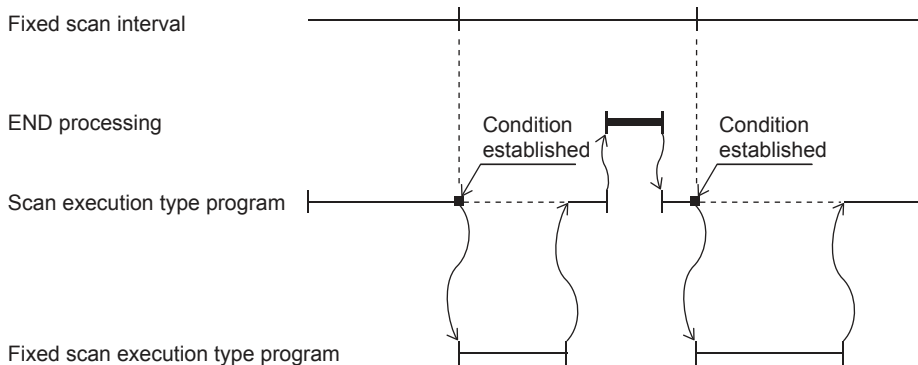 Fixed scan interval
END processing
Condition
established
Condition
established
Scan execution type program
Fixed scan execution type program